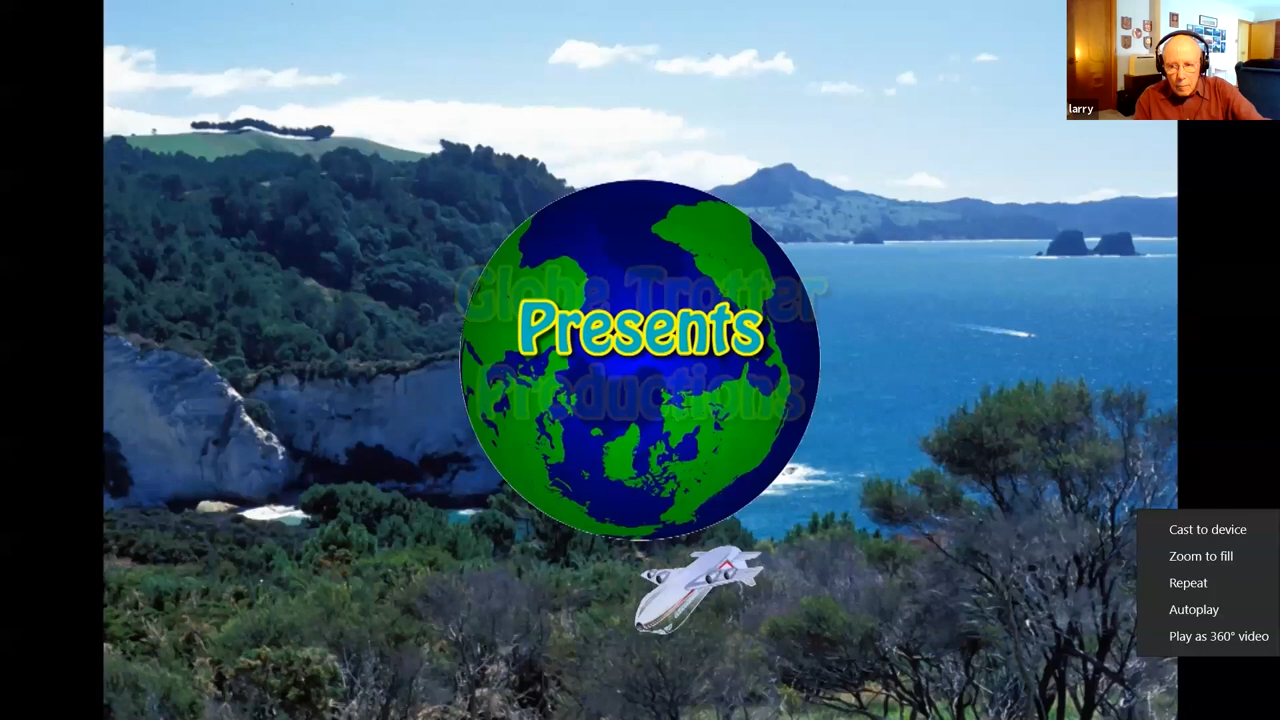 larry
Globe Trotter
Presents
Productions
Cast to device
Zoom to fill
Repeat
Autoplay
Play as 360° video